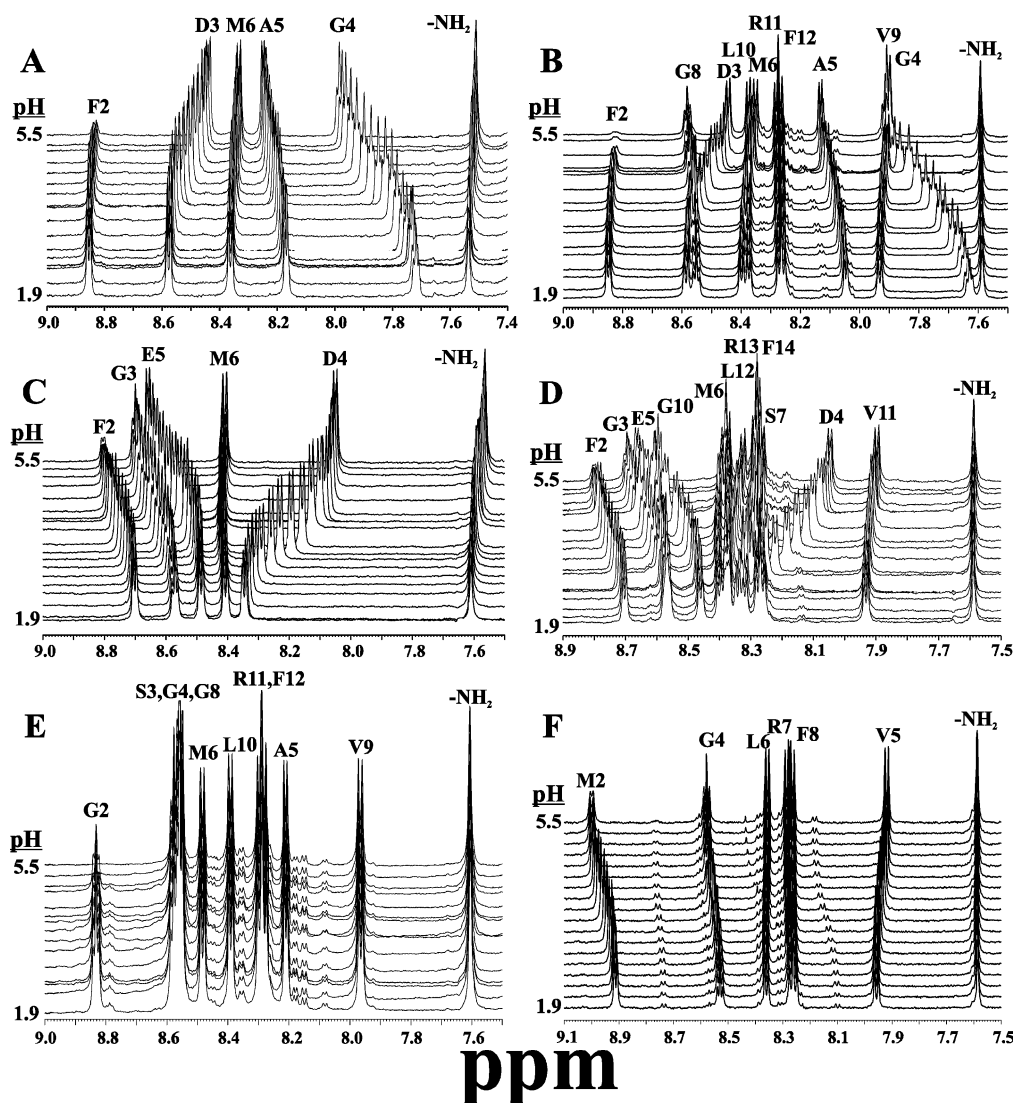 A
pH
5.5
1.9
F2
D3 M6 A5 G4 -NH2
9.0 8.8 8.6 8.4 8.2 8.0 7.8 7.6 7.4
B
pH
5.5
1.9
F2
G8
L10
D3 M6
R11
F12
A5
V9
G4
-NH2
9.0 8.8 8.6 8.4 8.2 8.0 7.8 7.6
C
pH
5.5
1.9
F2
G3
E5
M6
D4
-NH2
9.0 8.8 8.6 8.4 8.2 8.0 7.8 7.6
D
pH
5.5
1.9
F2
G3
E5
G10
M6
L12
R13 F14
S7
D4
V11
-NH2
8.9 8.7 8.5 8.3 8.1 7.9 7.7 7.5
E
pH
5.5
1.9
G2
S3,G4,G8
M6
L10
R11,F12
A5
V9
-NH2
9.0 8.8 8.6 8.4 8.2 8.0 7.8 7.6
F
pH
5.5
1.9
M2
G4
L6
R7
F8
V5
-NH2
9.1 8.9 8.7 8.5 8.3 8.1 7.9 7.7 7.5
ppm